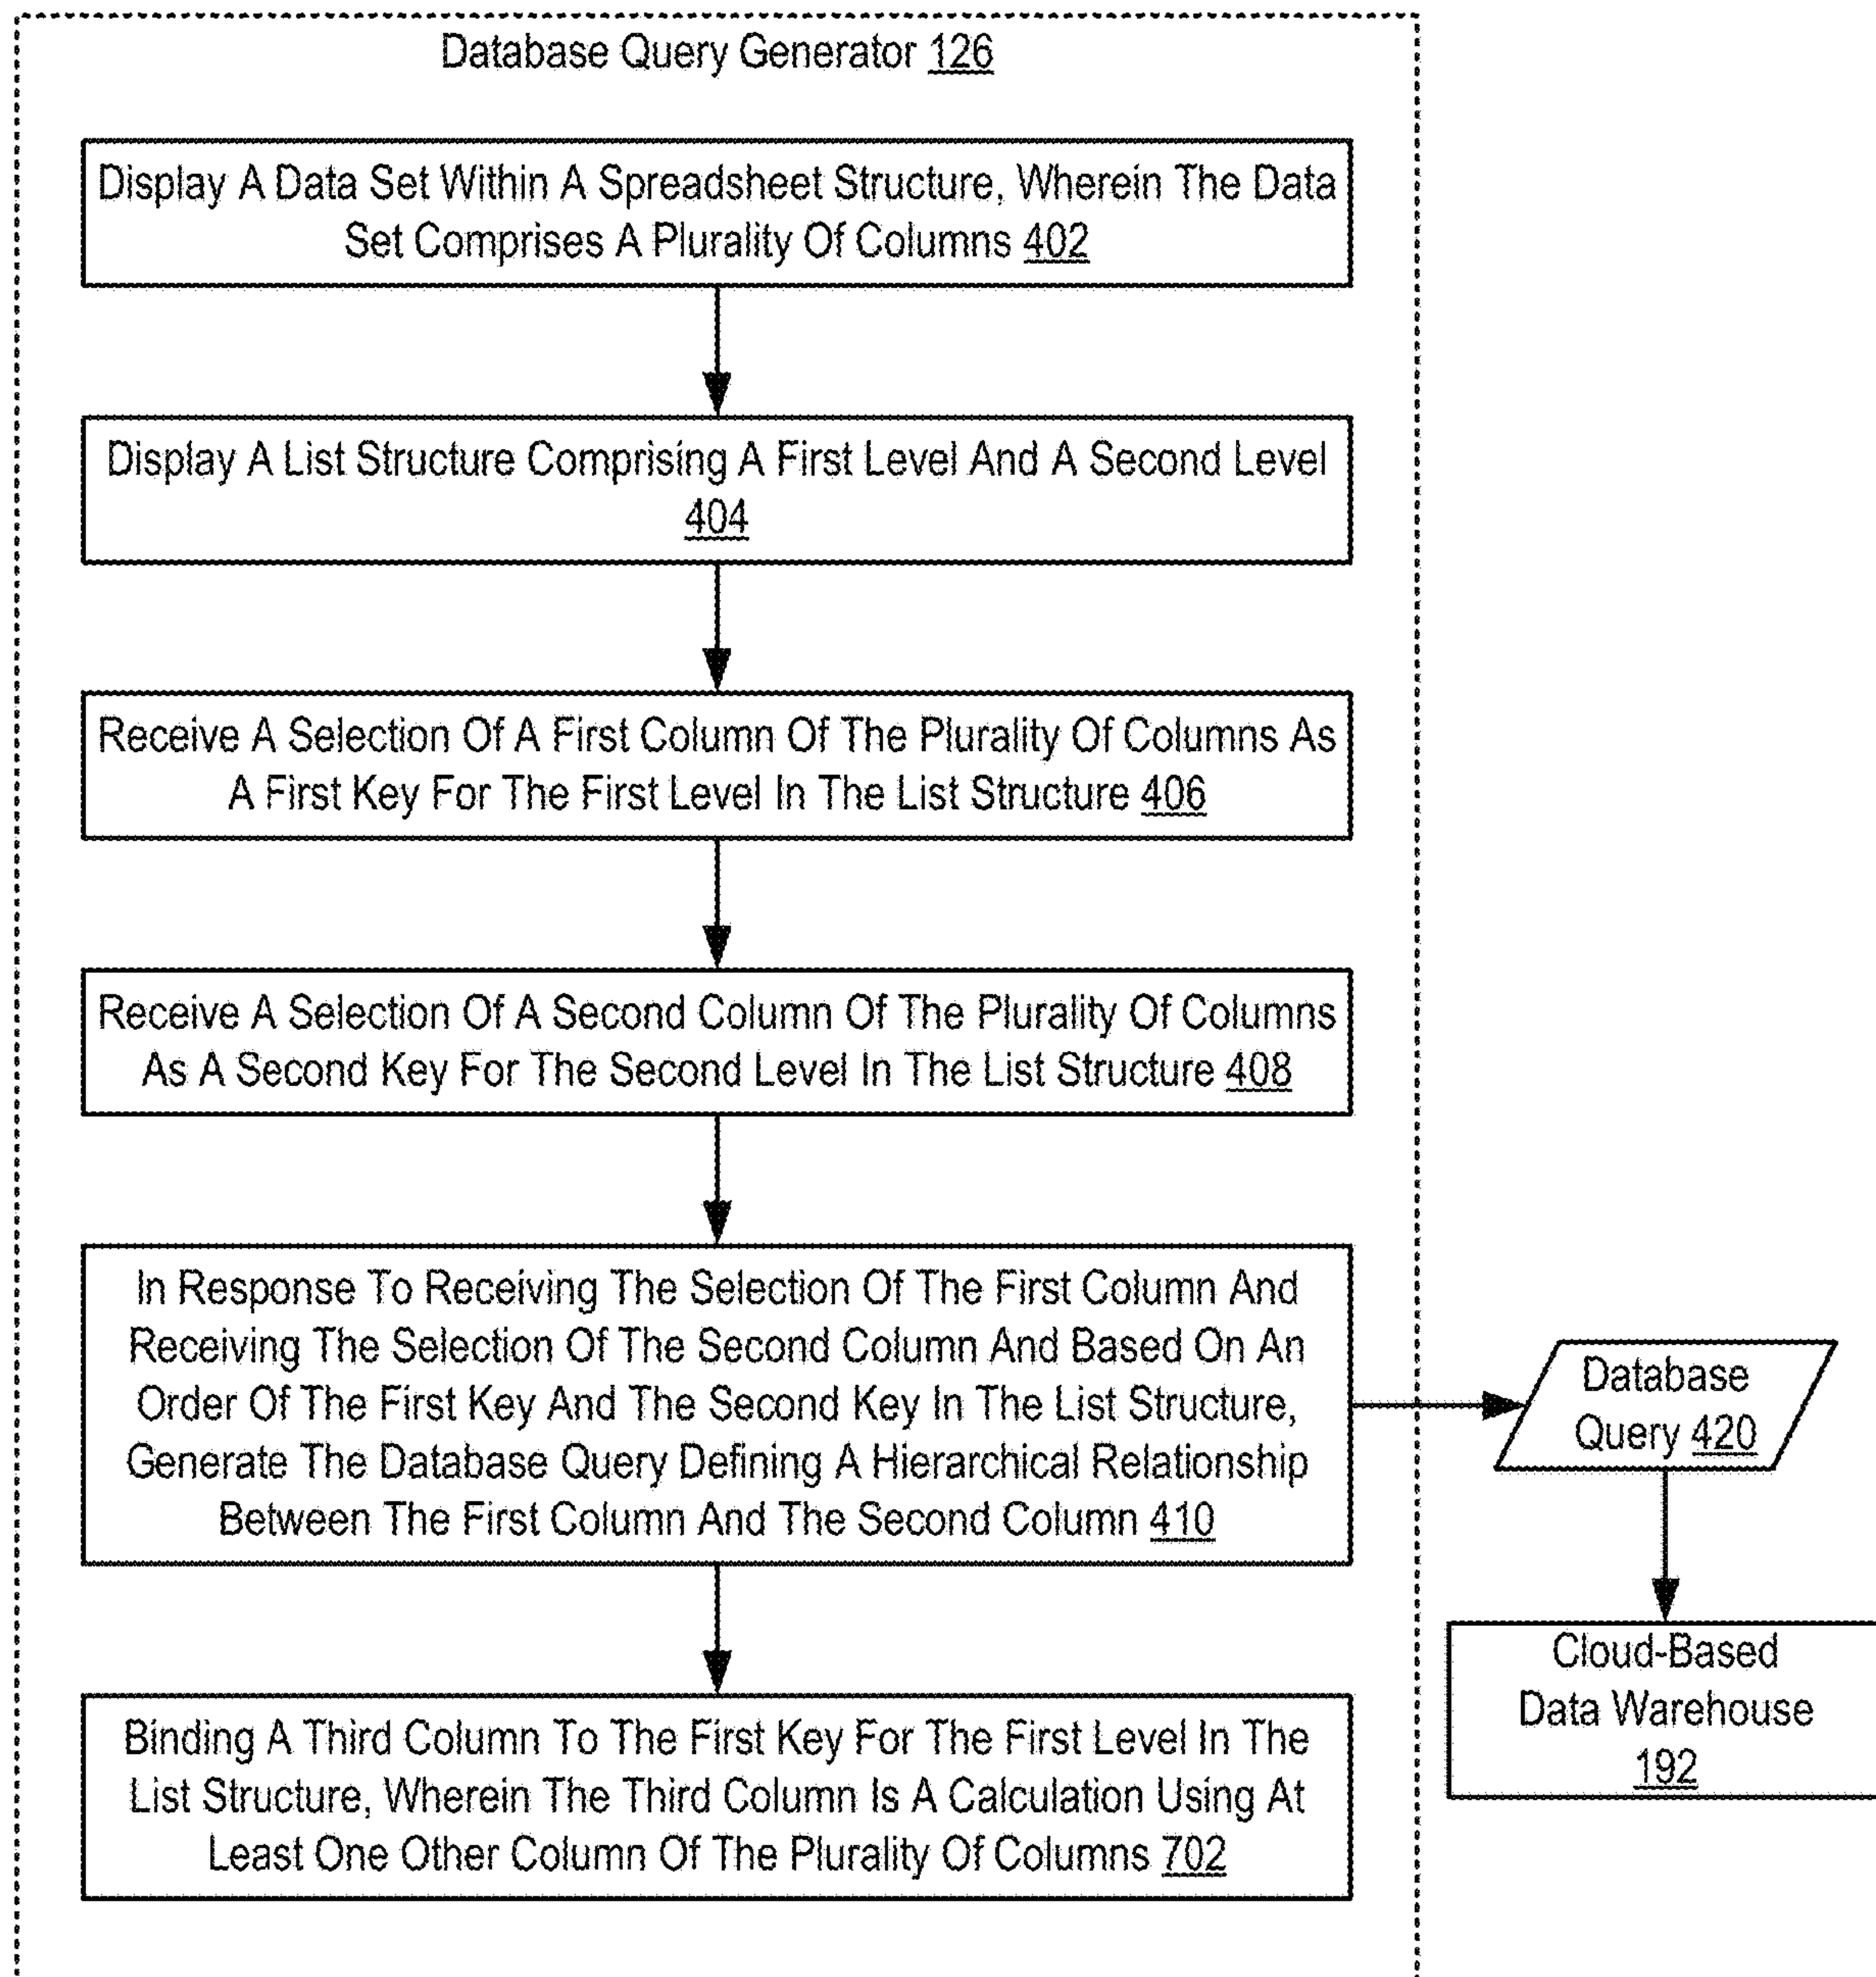 Database Query Generator 126
Display A Data Set Within A Spreadsheet Structure, Wherein The Data
Set Comprises A Plurality Of Columns 402
Display A List Structure Comprising A First Level And A Second Level
404
Receive A Selection Of A First Column Of The Plurality Of Columns As
A First Key For The First Level In The List Structure 406
Receive A Selection Of A Second Column Of The Plurality Of Columns
As A Second Key For The Second Level In The List Structure 408
In Response To Receiving The Selection Of The First Column And
Receiving The Selection Of The Second Column And Based On An
Order Of The First Key And The Second Key In The List Structure,
Generate The Database Query Defining A Hierarchical Relationship
Between The First Column And The Second Column 410
Database
Query 420
Cloud-Based
Data Warehouse
192
Binding A Third Column To The First Key For The First Level In The
List Structure, Wherein The Third Column Is A Calculation Using At
Least One Other Column Of The Plurality Of Columns 702